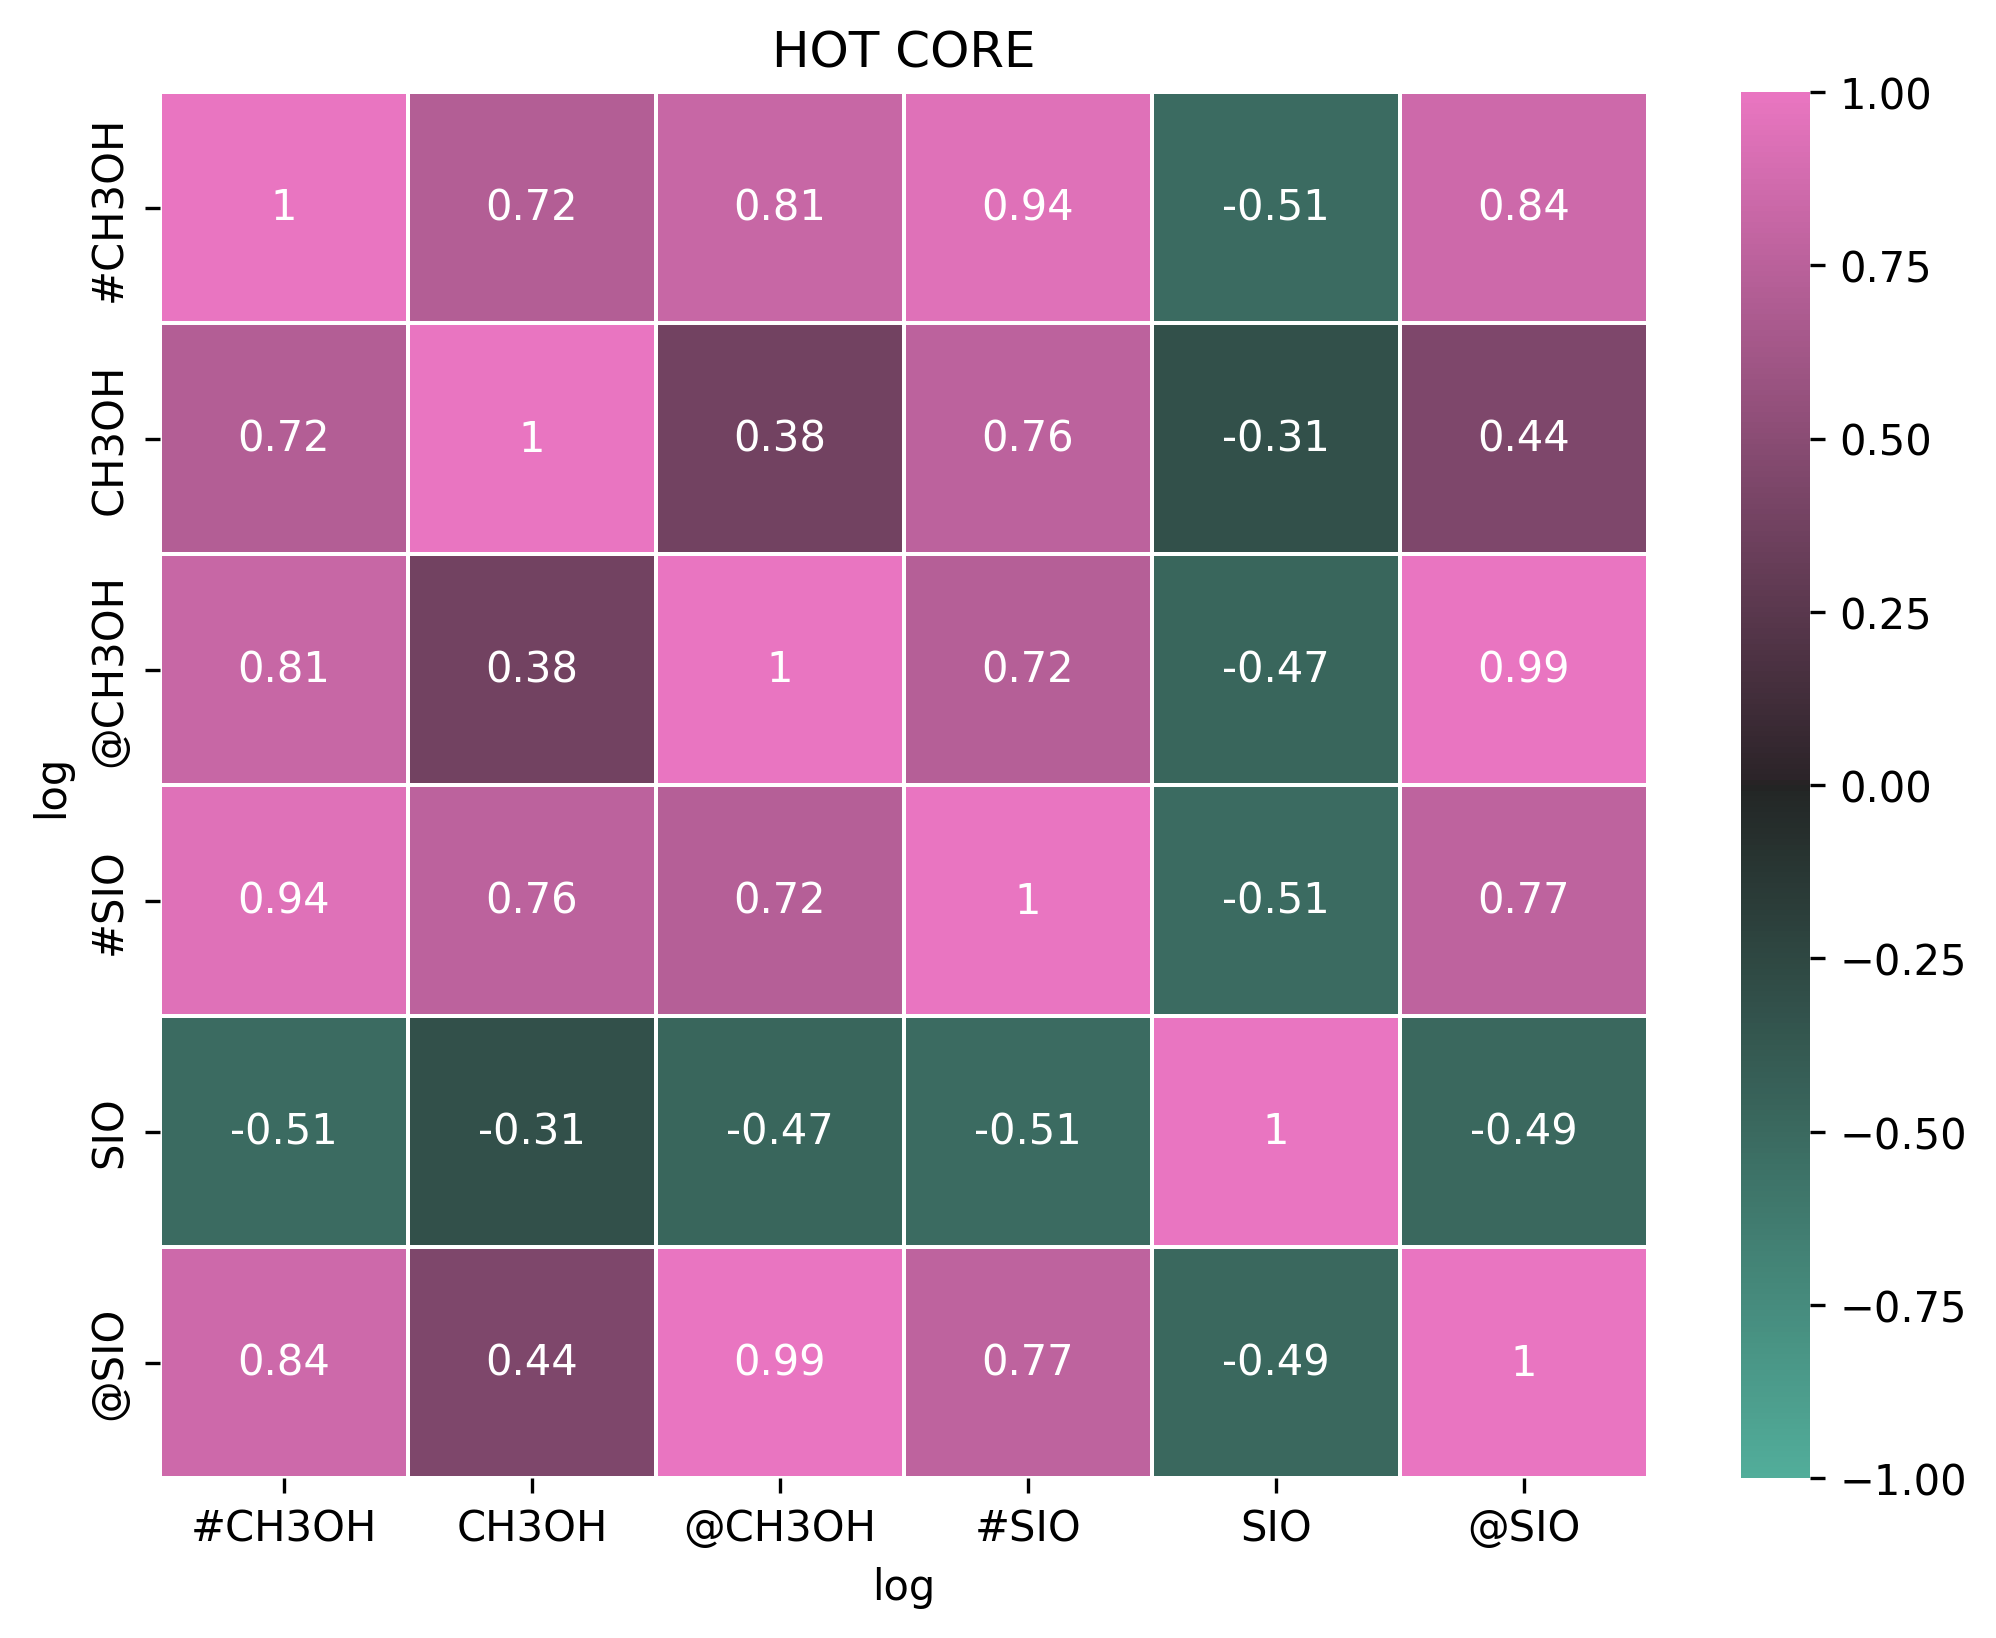 HOT CORE
#CH3OH 1 0.72 0.81 0.94 -0.51 0.84
CH3OH 0.72 1 0.38 0.76 -0.31 0.44
@CH3OH 0.81 0.38 1 0.72 -0.47 0.99
#SIO 0.94 0.76 0.72 1 -0.51 0.77
SIO -0.51 -0.31 -0.47 -0.51 1 -0.49
@SIO 0.84 0.44 0.99 0.77 -0.49 1
log
#CH3OH CH3OH @CH3OH #SIO SIO @SIO
log
1.00
0.75
0.50
0.25
0.00
−0.25
−0.50
−0.75
−1.00